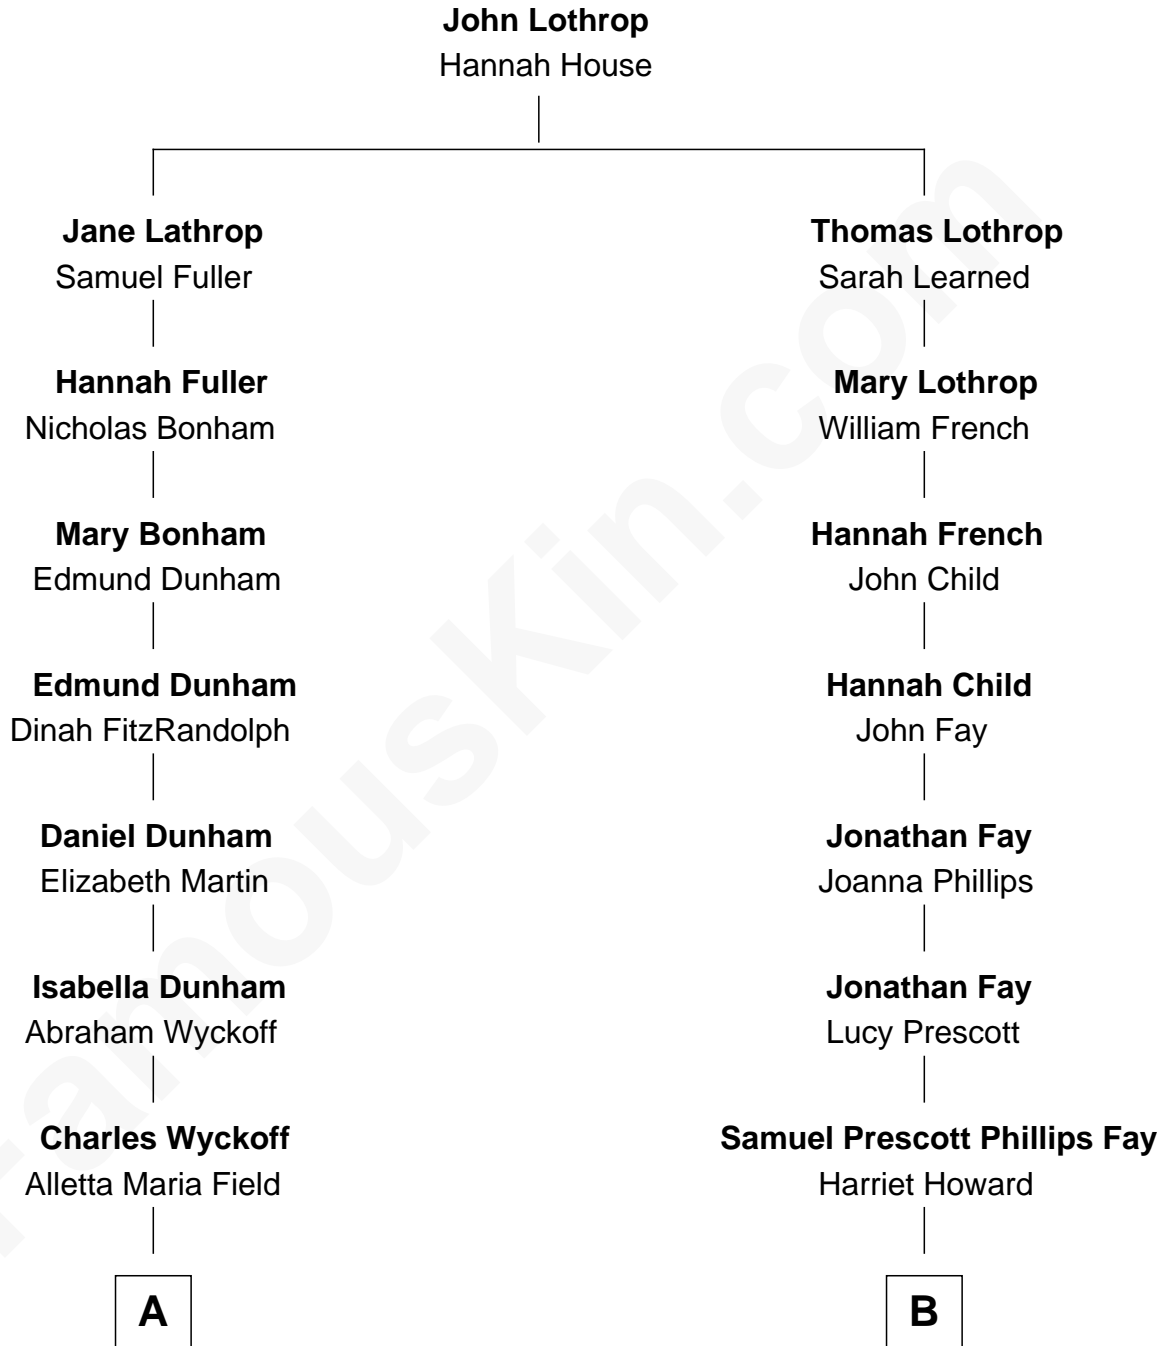 John Lothrop
Hannah House
Jane Lathrop
Samuel Fuller
Thomas Lothrop
Sarah Learned
Hannah Fuller
Nicholas Bonham
Mary Lothrop
William French
Mary Bonham
Edmund Dunham
Hannah French
John Child
Edmund Dunham
Dinah FitzRandolph
Hannah Child
John Fay
Daniel Dunham
Elizabeth Martin
Jonathan Fay
Joanna Phillips
Isabella Dunham
Abraham Wyckoff
Jonathan Fay
Lucy Prescott
Charles Wyckoff
Alletta Maria Field
Samuel Prescott Phillips Fay
Harriet Howard
A
B
FamousKin.com